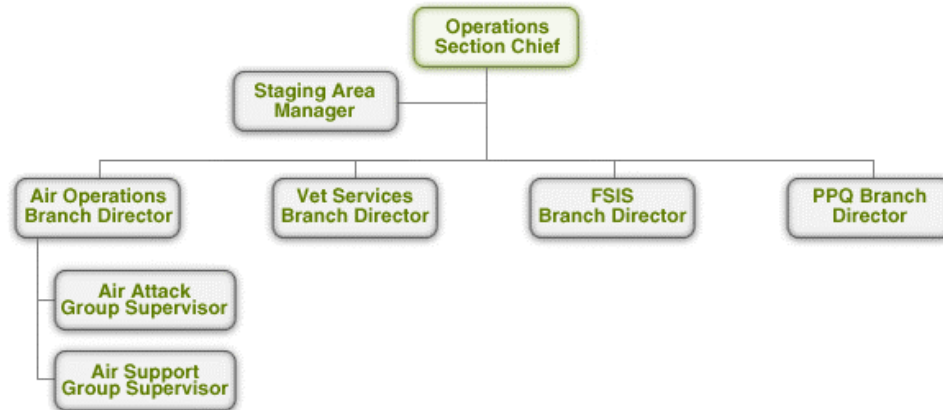 Operations
Section Chief
Staging Area
Manager
Air Operations
Branch Director
Vet Services
Branch Director
FSIS
Branch Director
PPQ Branch
Director
Air Attack
Group Supervisor
Air Support
Group Supervisor